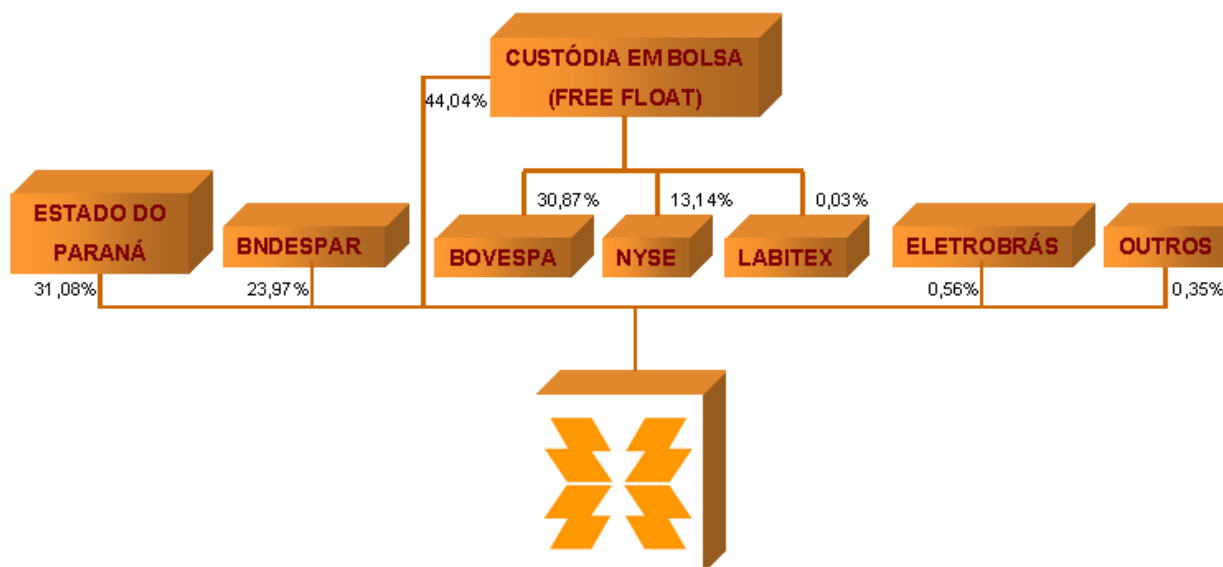 CUSTÓDIA EM BOLSA
(FREE FLOAT)
44,04%
30,87%
13,14%
0,03%
ESTADO DO
PARANÁ
BNDESPAR
BOVESPA
NYSE
LABITEX
ELETROBRÁS
OUTROS
31,08%
23,97%
0,56%
0,35%